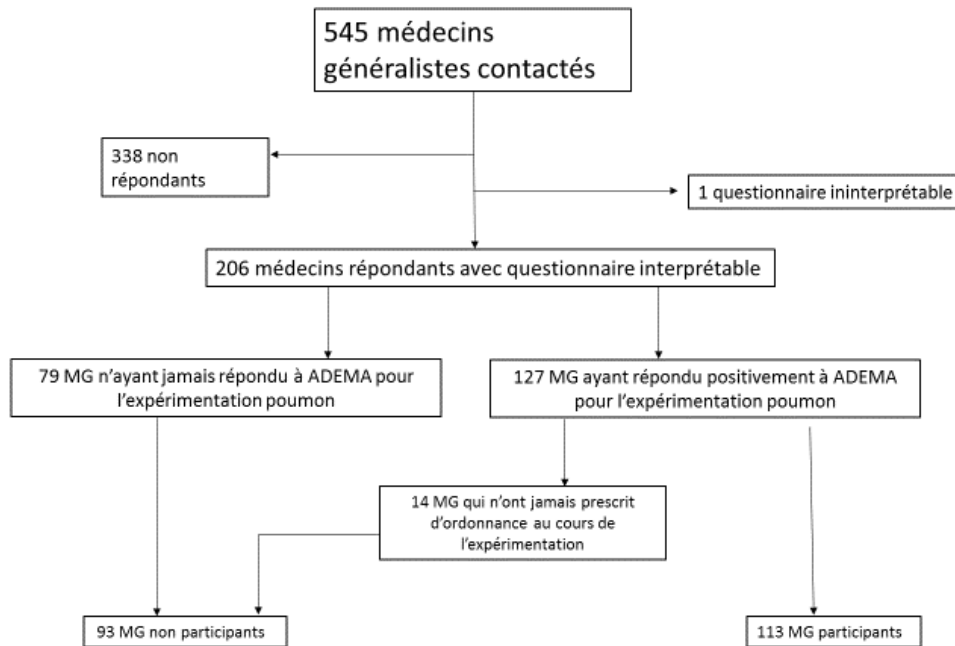 545 médecins
généralistes contactés
338 non
répondants
1 questionnaire ininterprétable
206 médecins répondants avec questionnaire interprétable
79 MG n'ayant jamais répondu à ADEMA pour
l'expérimentation poumon
127 MG ayant répondu positivement à ADEMA
pour l'expérimentation poumon
14 MG qui n'ont jamais prescrit
d'ordonnance au cours de
l'expérimentation
93 MG non participants
113 MG participants